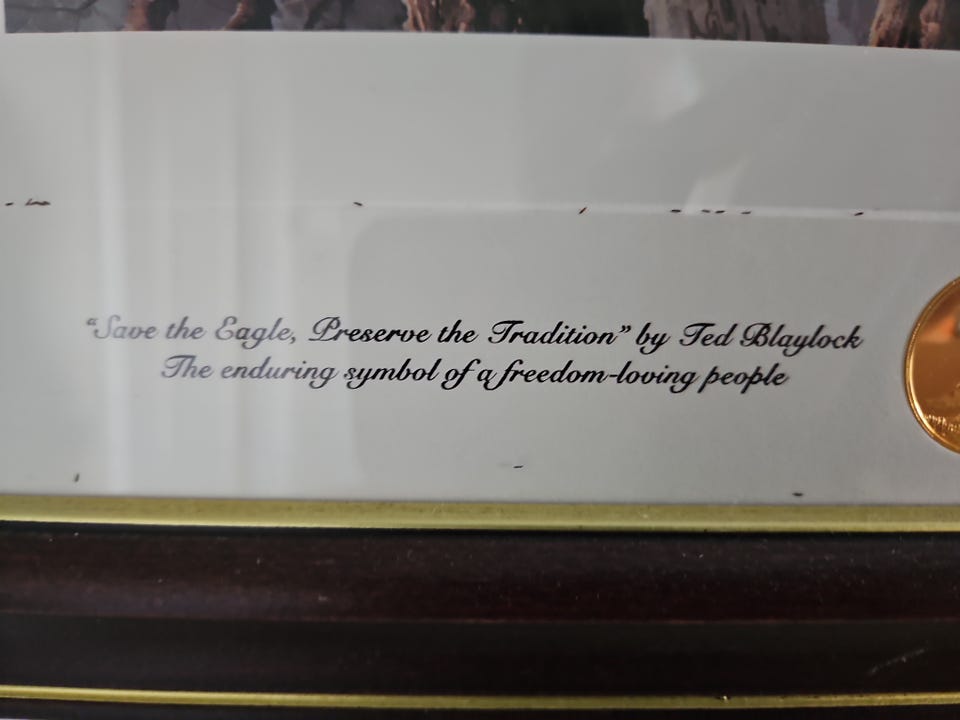 “Save the Eagle, Preserve the Tradition” by Ted Blaylock
The enduring symbol of a freedom-loving people